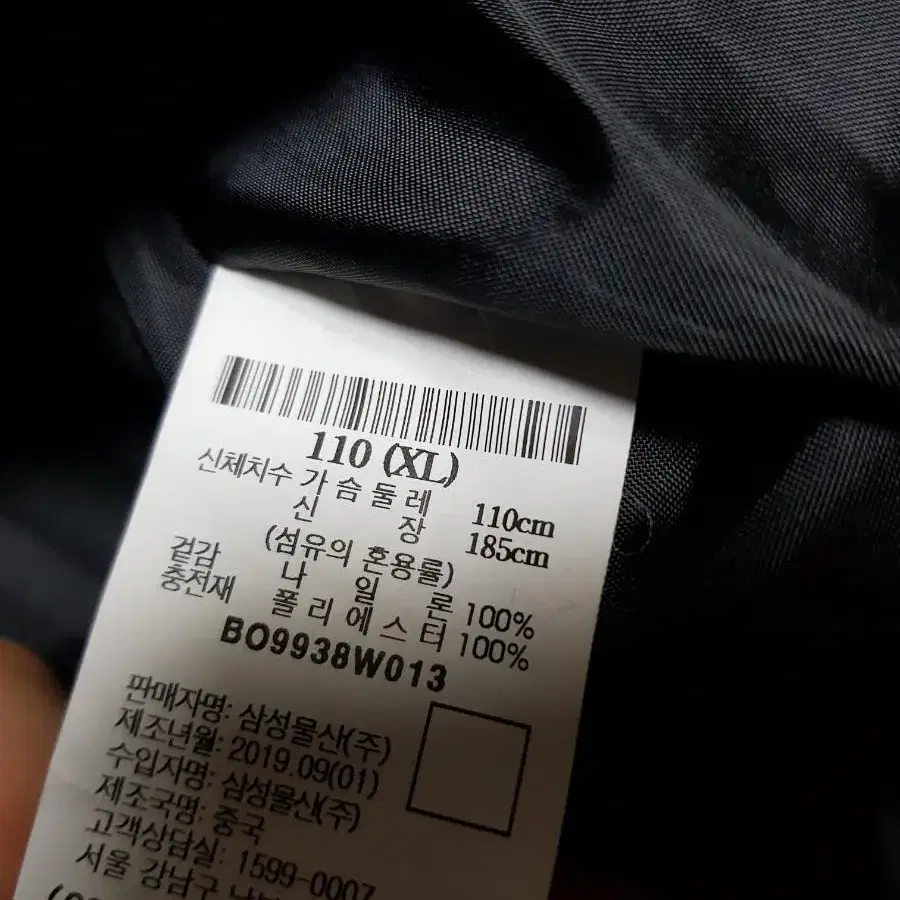 110 (XL)
신체치수 가슴둘레 110cm
신 장 185cm
(섬유의 혼용률)
겉감 나 일 론 100%
충전재 폴리에스터 100%
BO9938W013
판매자명: 삼성물산(주)
제조년월: 2019.09(01)
수입자명: 삼성물산(주)
제조국명: 중국
고객상담실: 1599-0007
서울 강남구